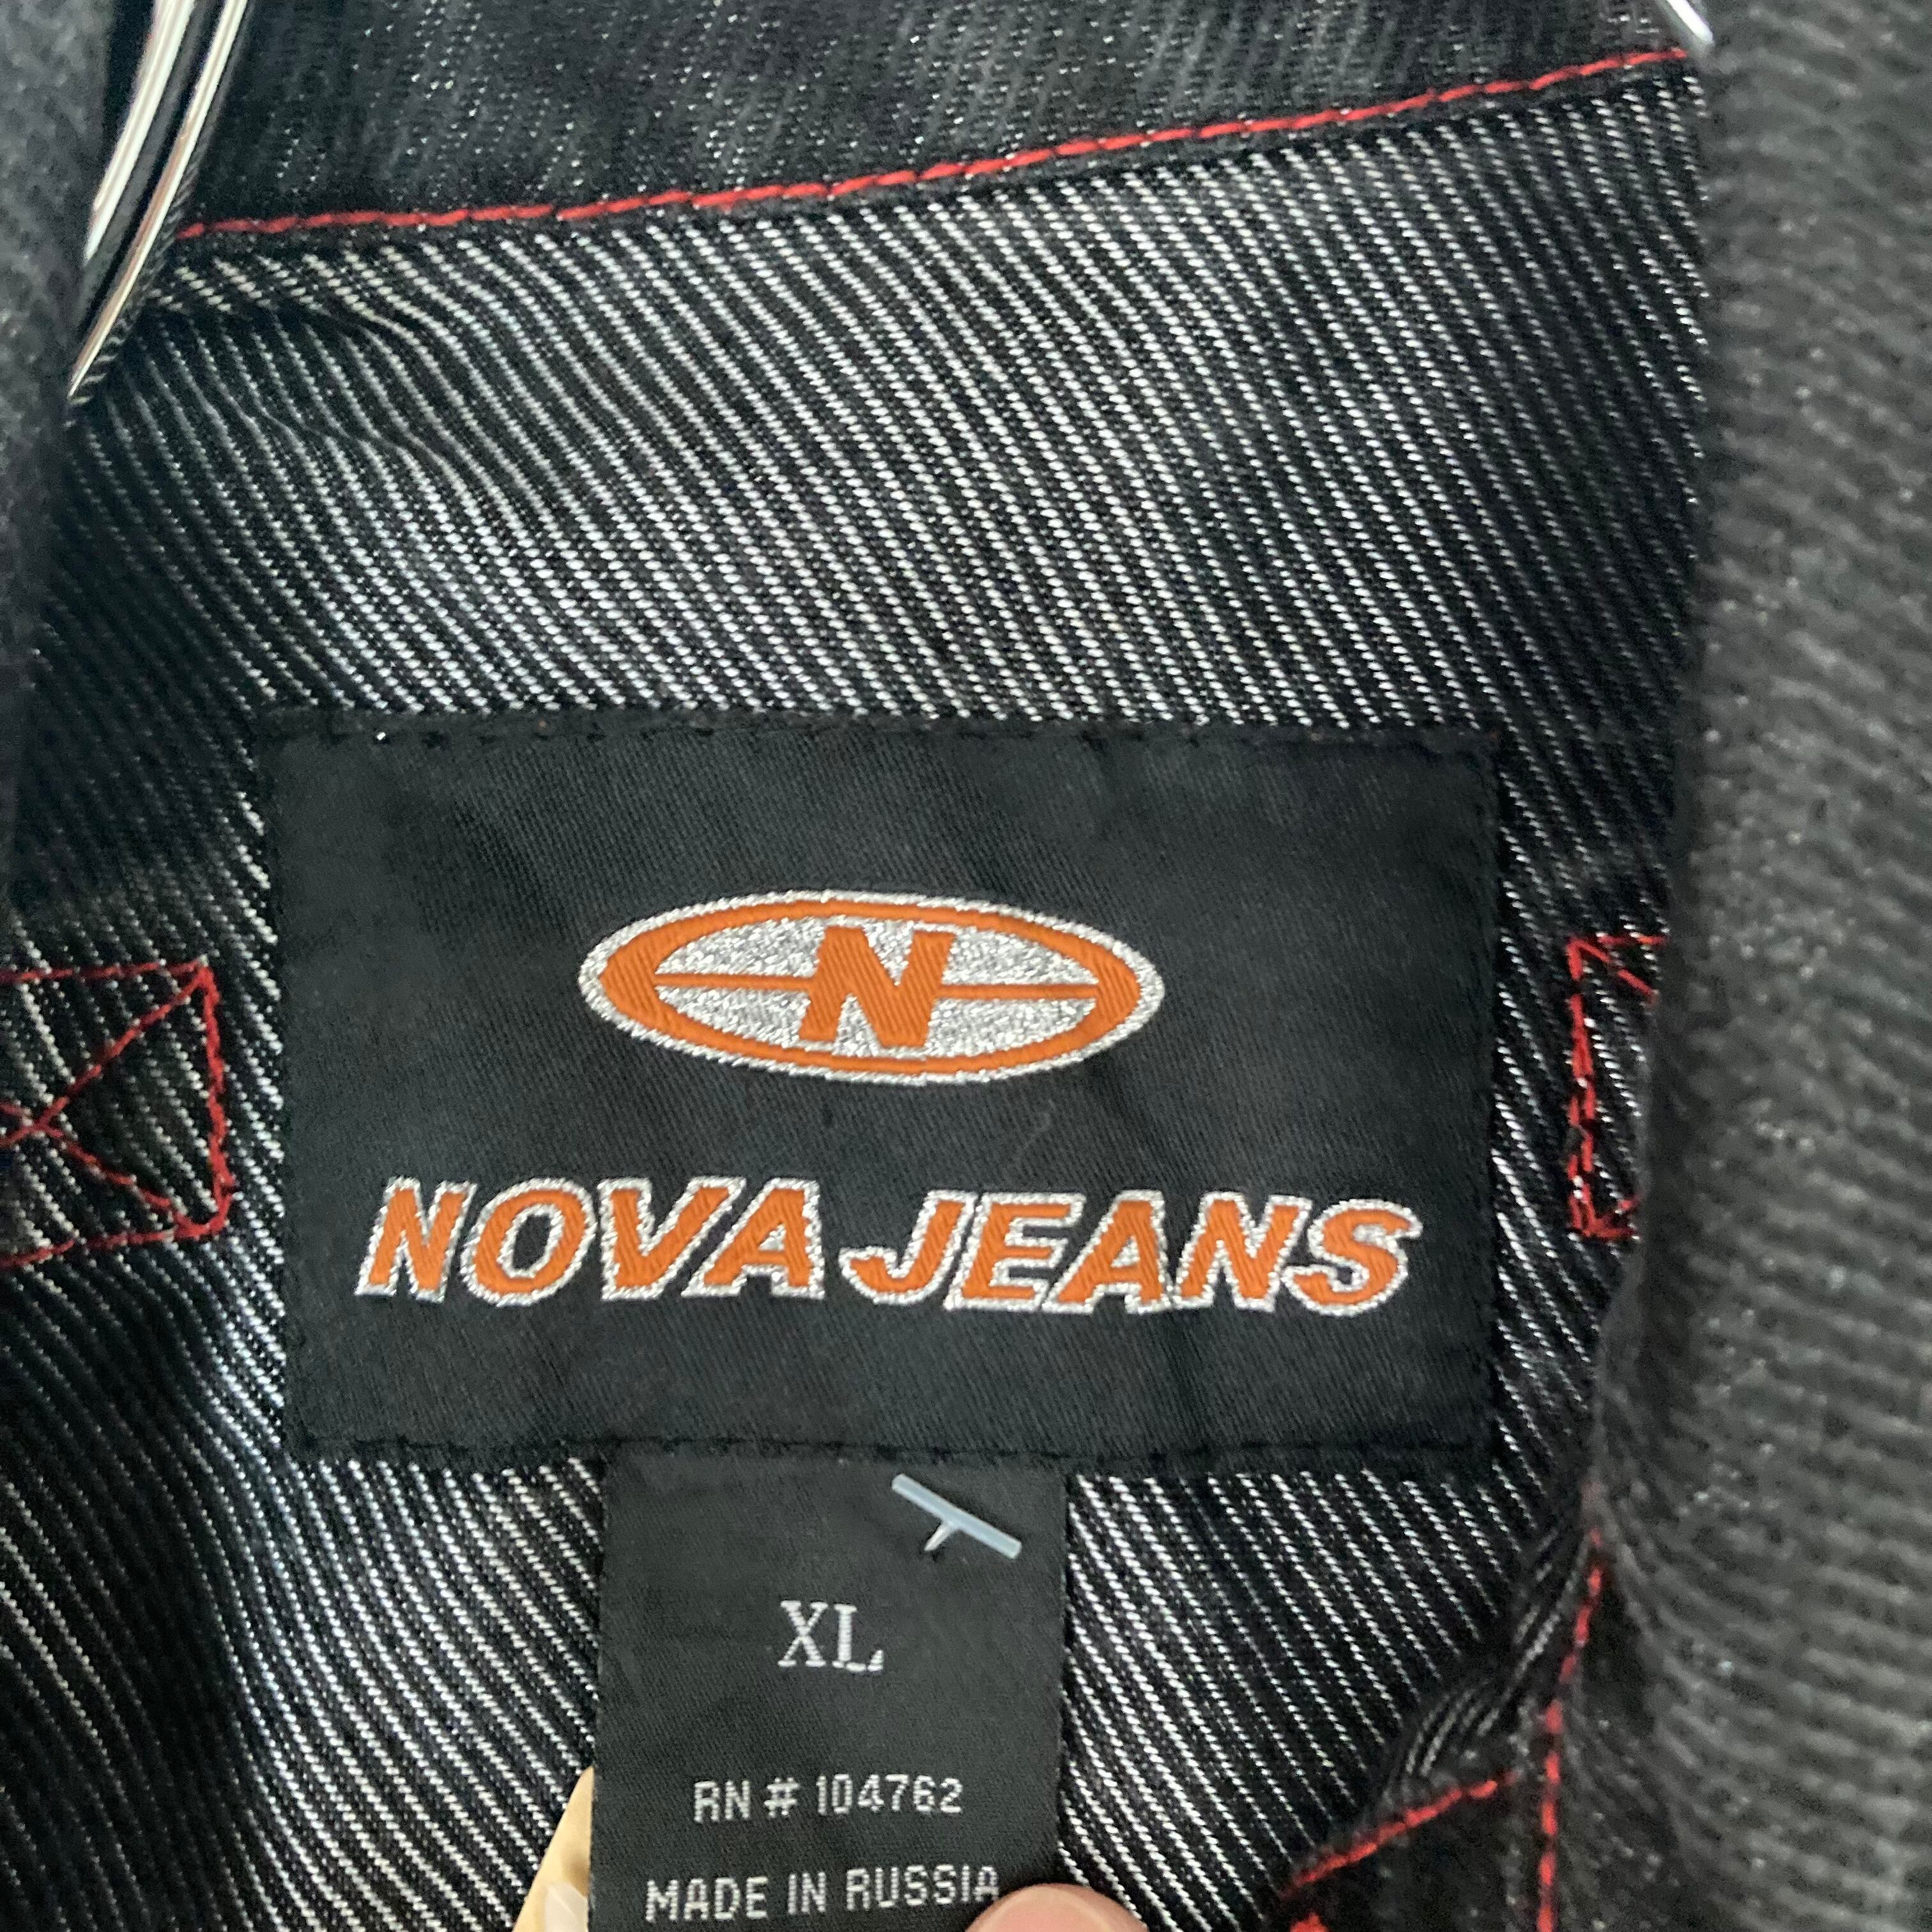 N
NOVA JEANS
XL
RN # 104762
MADE IN RUSSIA